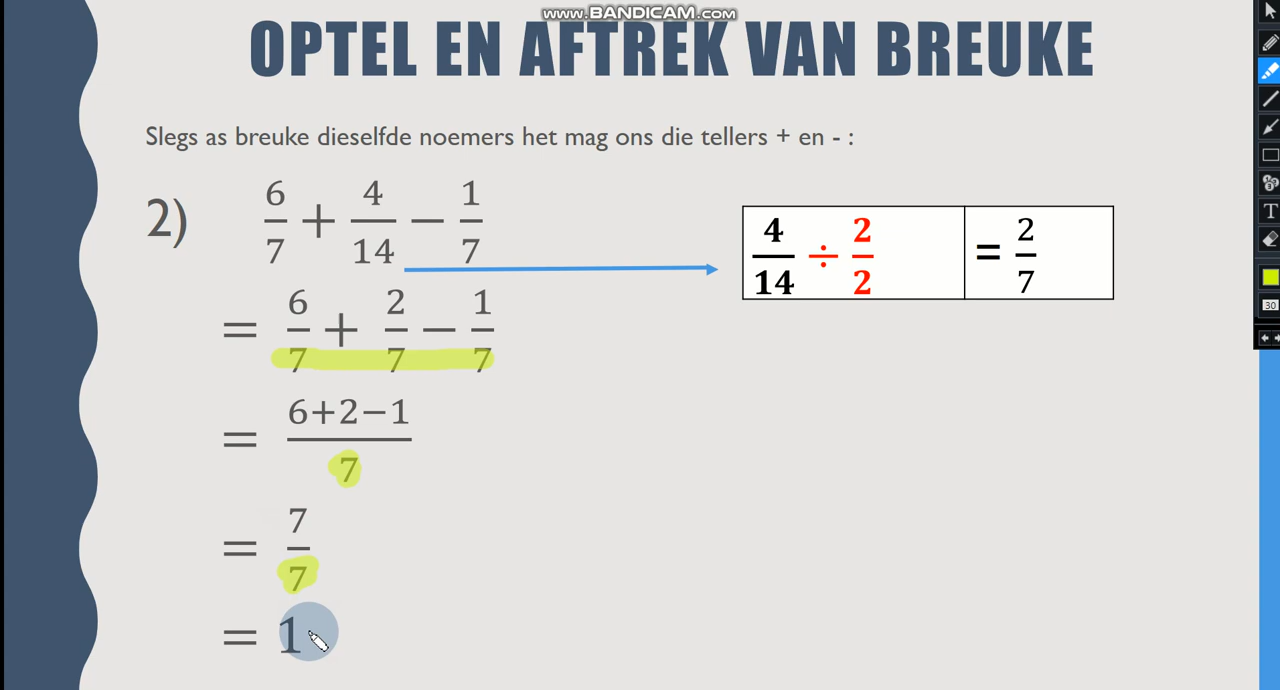 www.BANDICAM.com
OPTEL EN AFTREK VAN BREUKE
Slegs as breuke dieselfde noemers het mag ons die tellers + en - :
2) 6/7 + 4/14 − 1/7
4/14 ÷ 2/2 = 2/7
= 6/7 + 2/7 − 1/7
= (6+2−1)/7
= 7/7
= 1
T
30